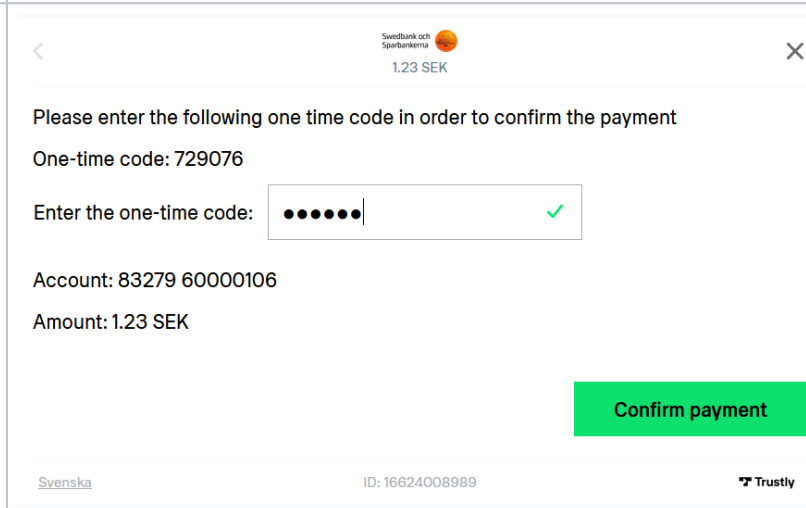 Swedbank och
Sparbankerna
1.23 SEK
Please enter the following one time code in order to confirm the payment
One-time code: 729076
Enter the one-time code: ●●●●●●
Account: 83279 60000106
Amount: 1.23 SEK
Confirm payment
Svenska ID: 16624008989 Trustly